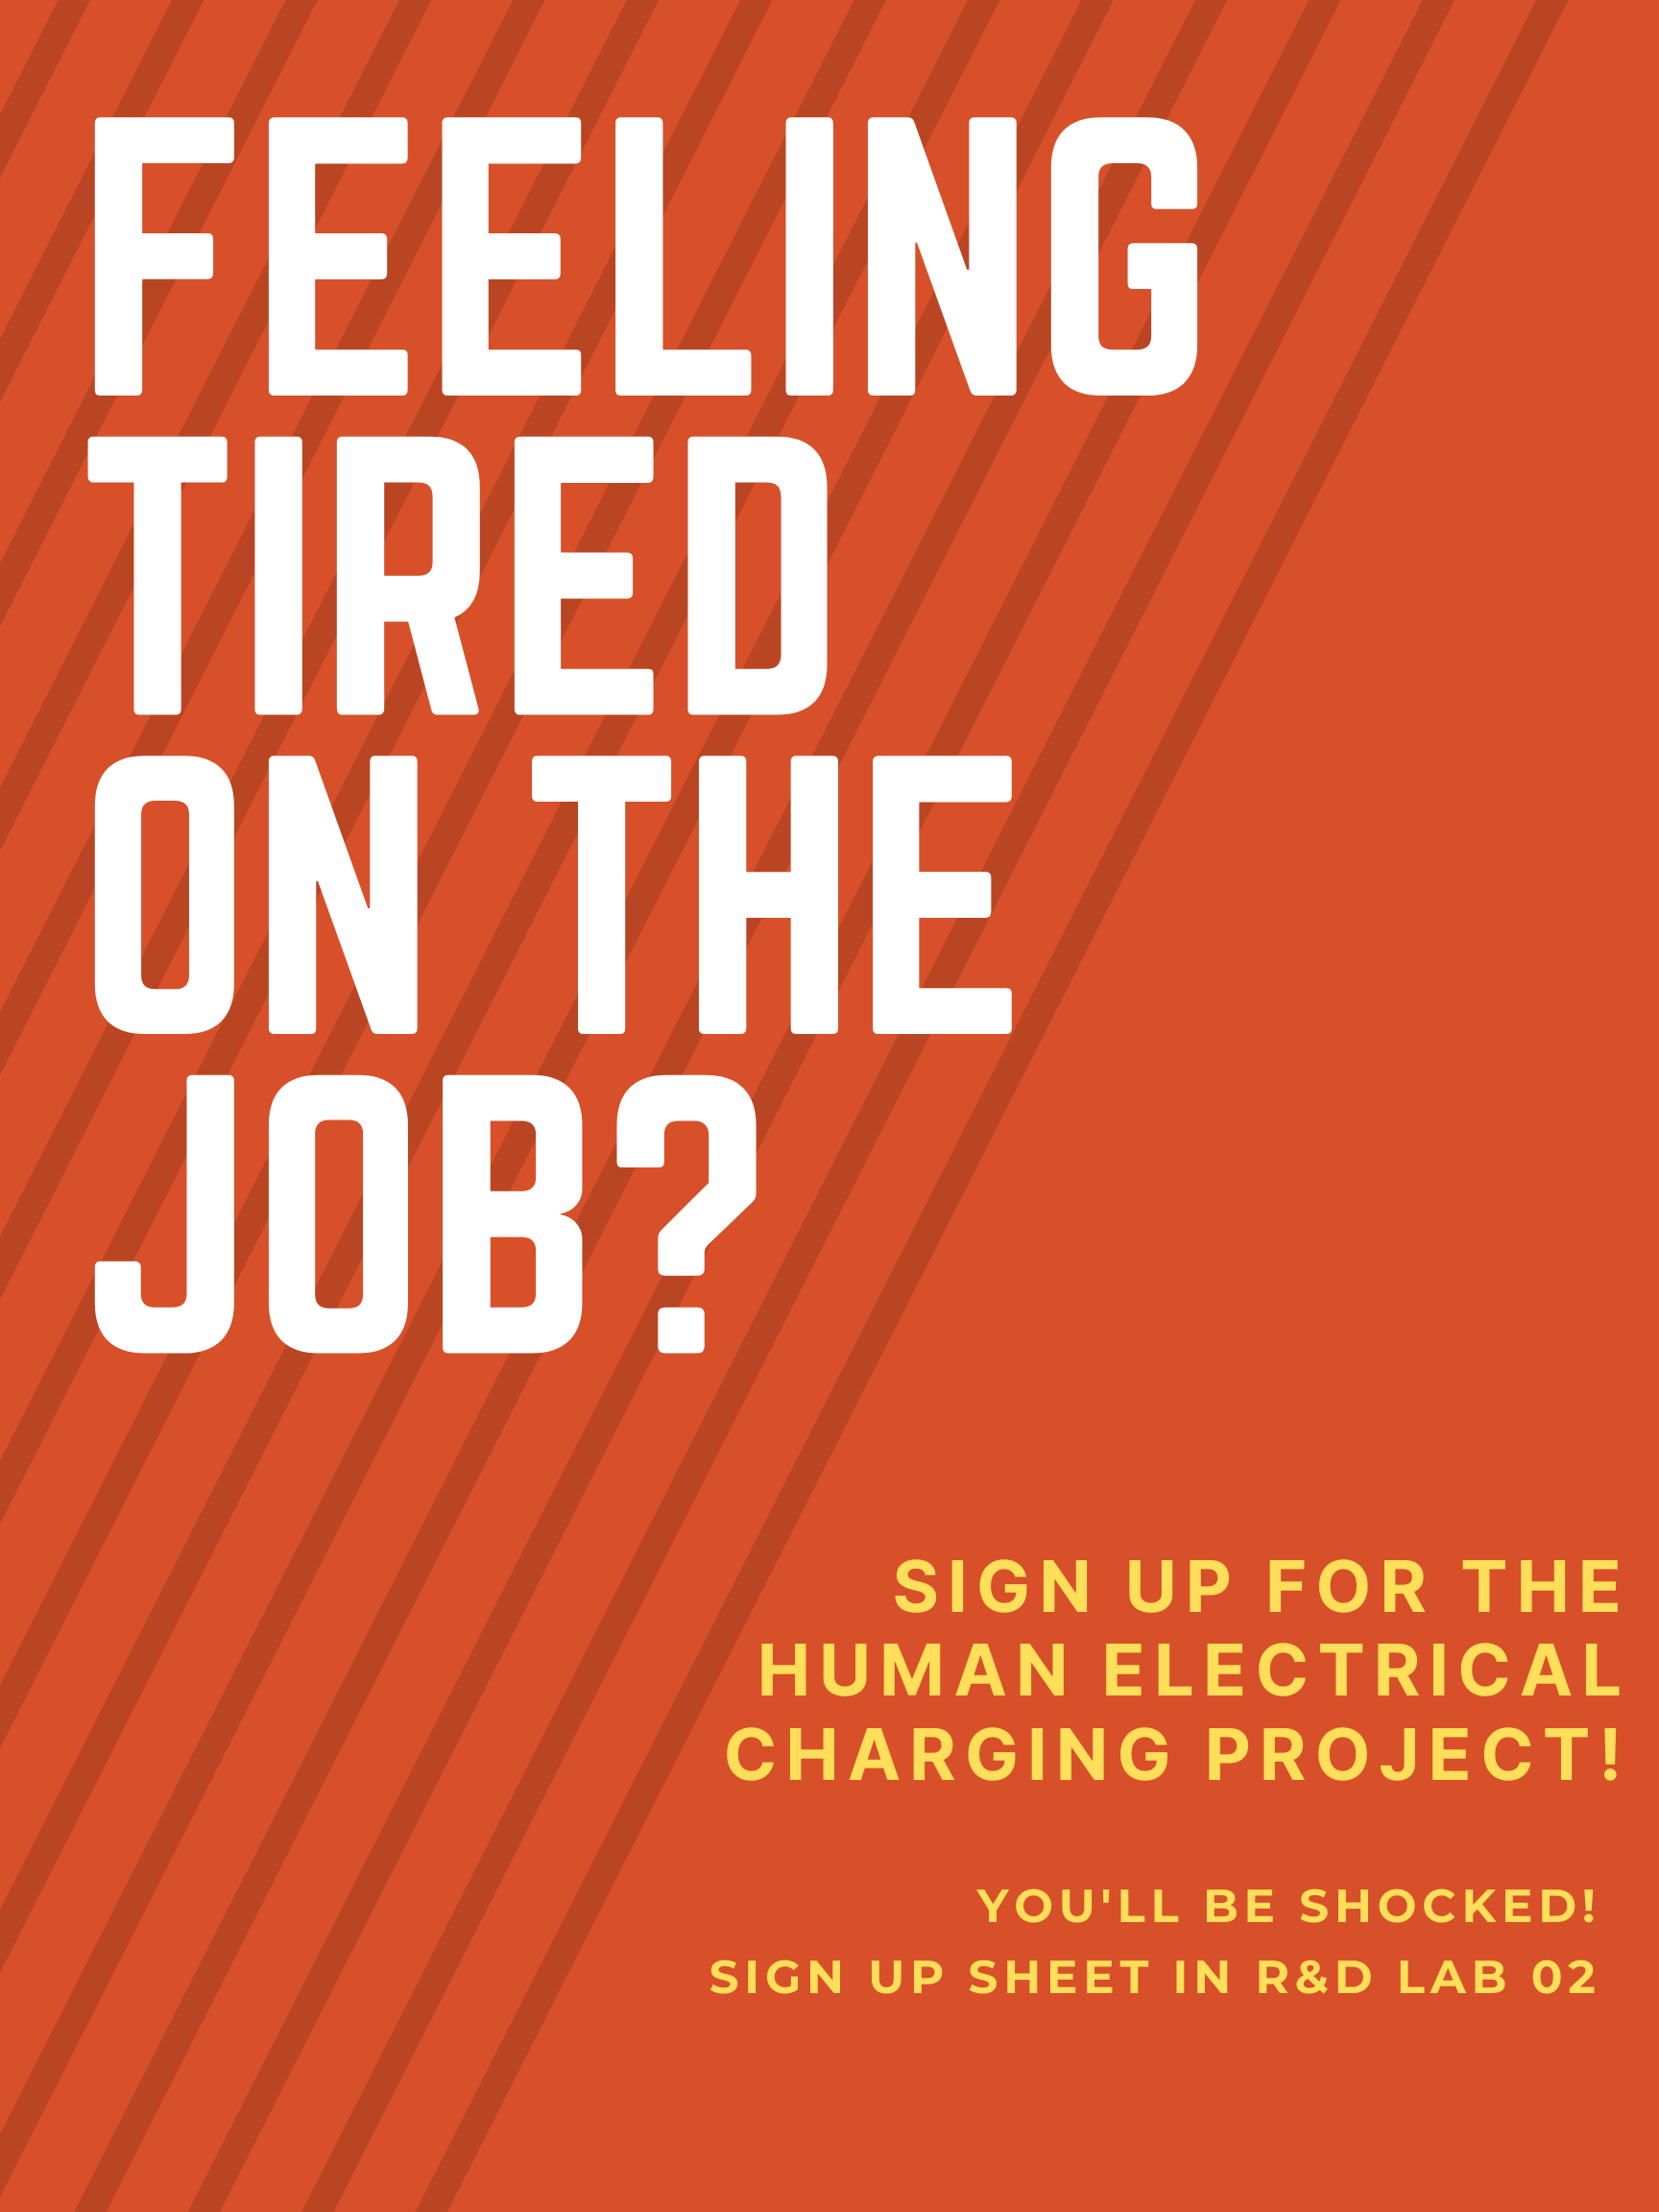 FEELING
TIRED
ON THE
JOB?
SIGN UP FOR THE
HUMAN ELECTRICAL
CHARGING PROJECT!
YOU'LL BE SHOCKED!
SIGN UP SHEET IN R&D LAB 02